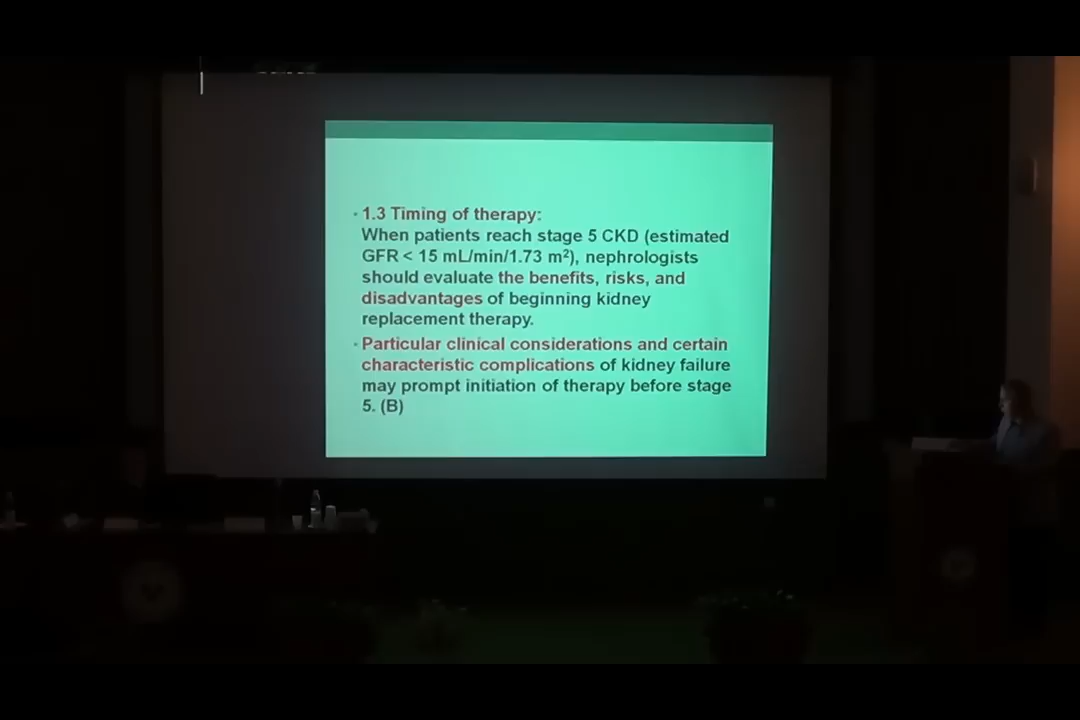 1.3 Timing of therapy:
When patients reach stage 5 CKD (estimated
GFR < 15 mL/min/1.73 m²), nephrologists
should evaluate the benefits, risks, and
disadvantages of beginning kidney
replacement therapy.
Particular clinical considerations and certain
characteristic complications of kidney failure
may prompt initiation of therapy before stage
5. (B)